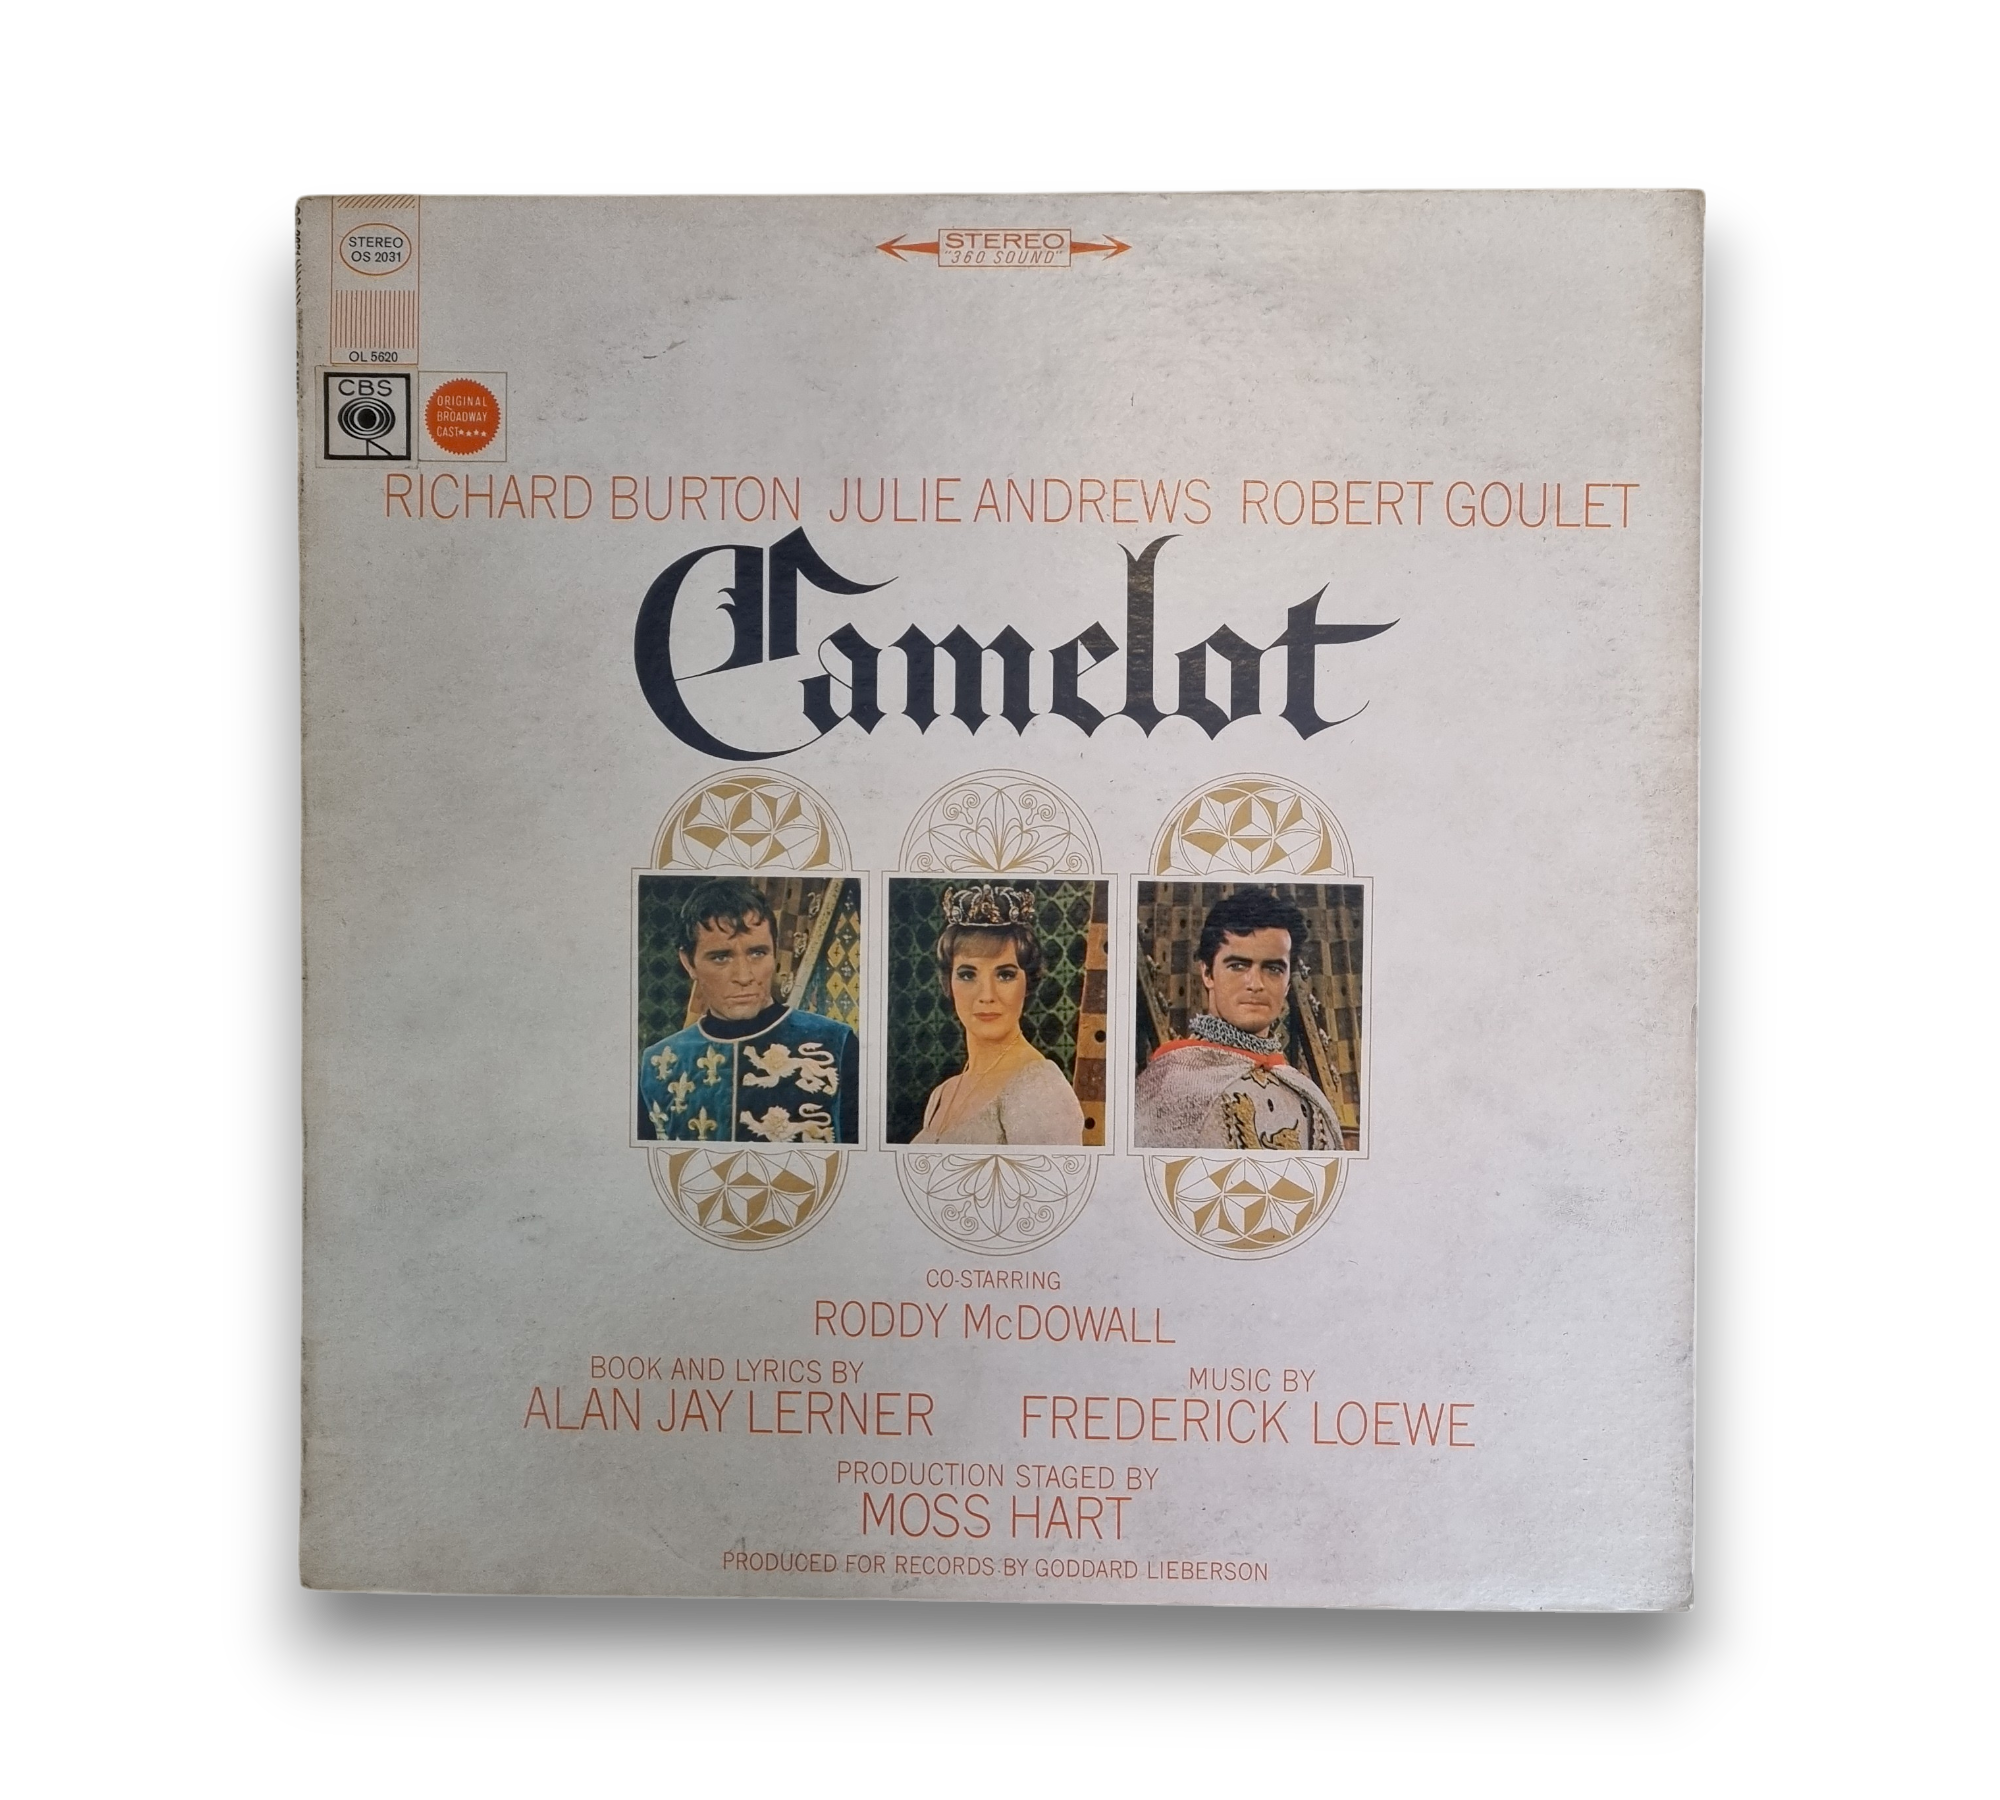 STEREO
OS 2031
OL 5620
CBS
ORIGINAL
BROADWAY
CAST★★★★
STEREO
"360 SOUND"
RICHARD BURTON JULIE ANDREWS ROBERT GOULET
Camelot
CO-STARRING
RODDY McDOWALL
BOOK AND LYRICS BY
ALAN JAY LERNER
MUSIC BY
FREDERICK LOEWE
PRODUCTION STAGED BY
MOSS HART
PRODUCED FOR RECORDS BY GODDARD LIEBERSON